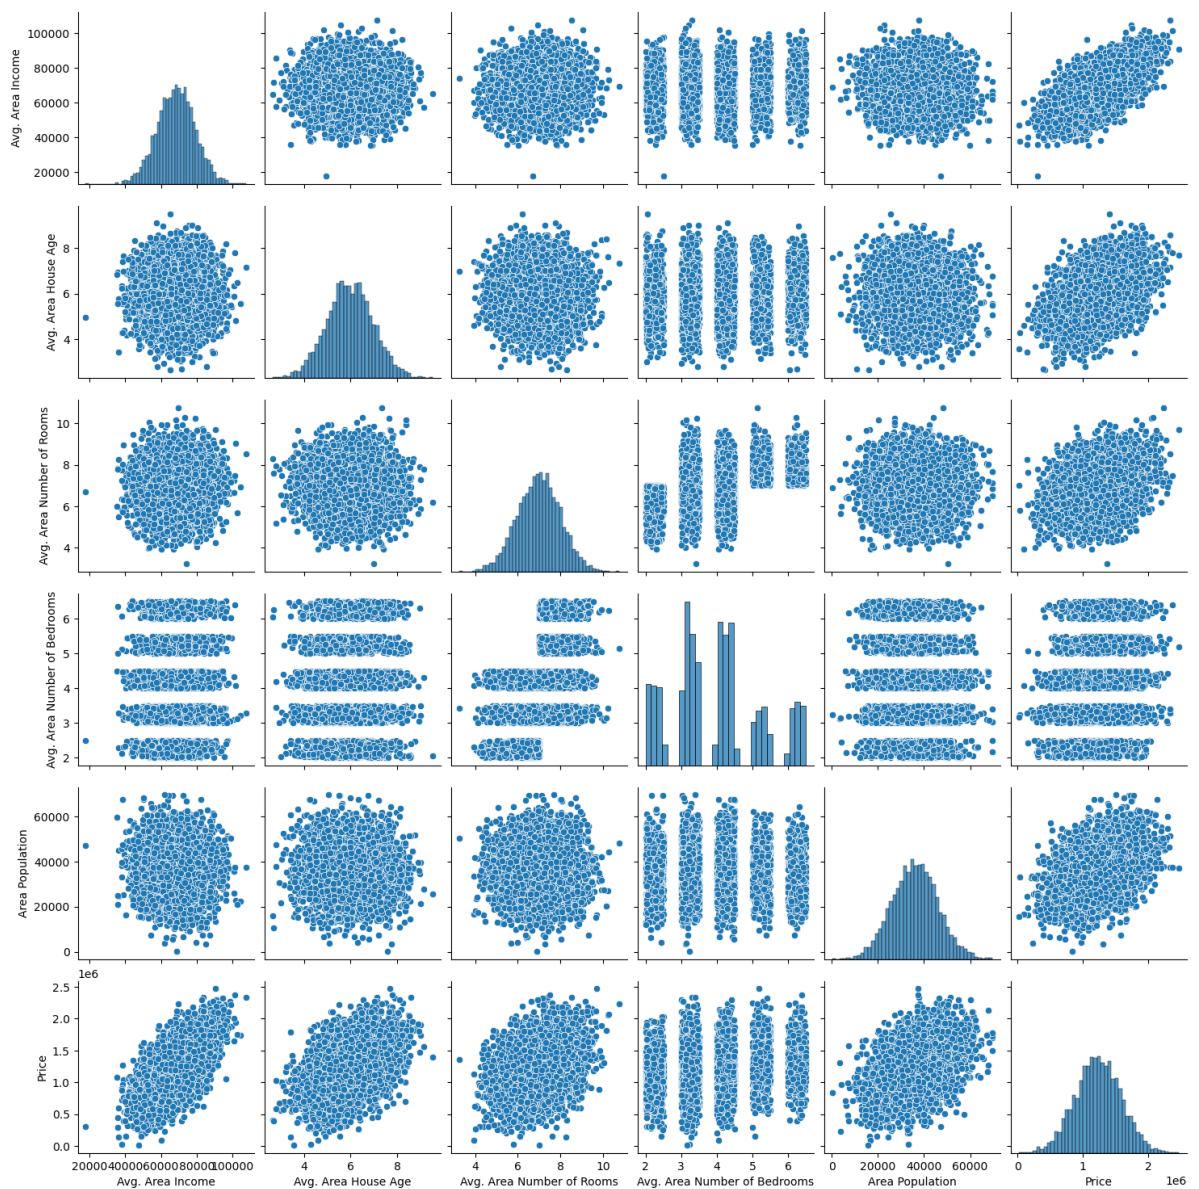 Avg. Area Income
100000
80000
60000
40000
20000
Avg. Area House Age
8
6
4
Avg. Area Number of Rooms
10
8
6
4
Avg. Area Number of Bedrooms
6
5
4
3
2
Area Population
60000
40000
20000
0
1e6
Price
2.5
2.0
1.5
1.0
0.5
0.0
20000 40000 60000 80000 100000
Avg. Area Income
4 6 8
Avg. Area House Age
4 6 8 10
Avg. Area Number of Rooms
2 3 4 5 6
Avg. Area Number of Bedrooms
0 20000 40000 60000
Area Population
0 1 2
1e6
Price